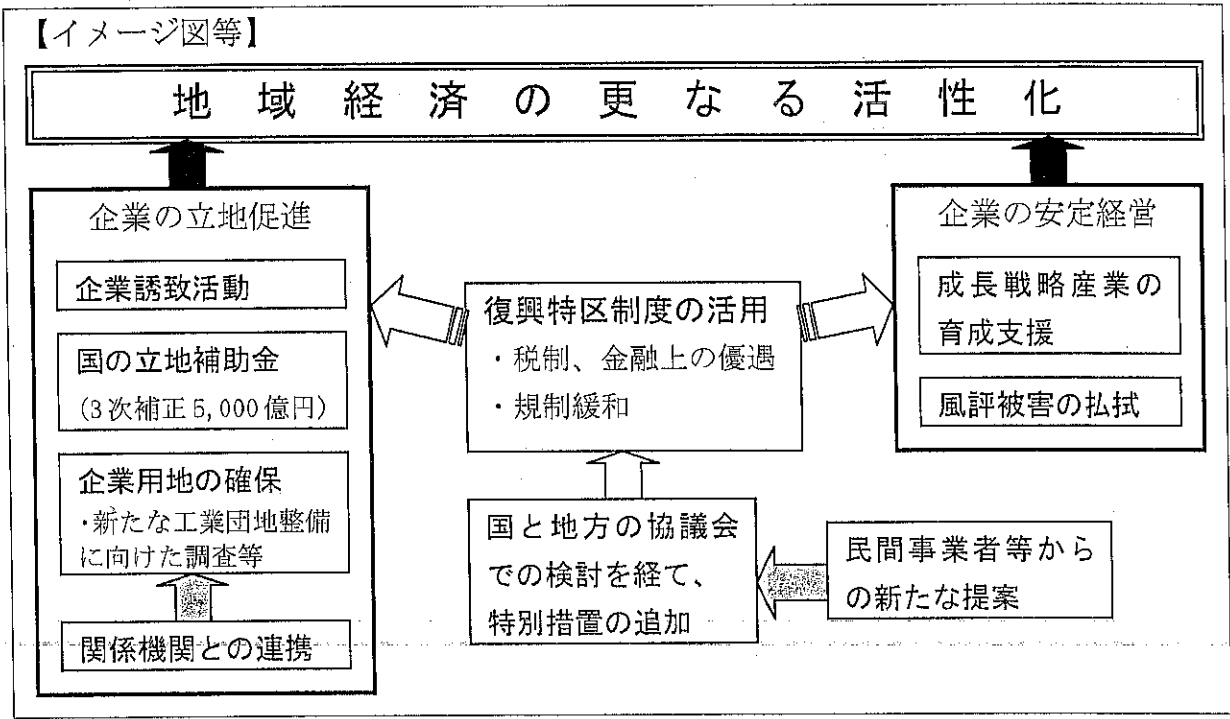 【イメージ図等】
地域経済の更なる活性化
企業の立地促進
企業誘致活動
国の立地補助金
(3次補正5,000億円)
企業用地の確保
・新たな工業団地整備
に向けた調査等
関係機関との連携
復興特区制度の活用
・税制、金融上の優遇
・規制緩和
国と地方の協議会
での検討を経て、
特別措置の追加
民間事業者等から
の新たな提案
企業の安定経営
成長戦略産業の
育成支援
風評被害の払拭